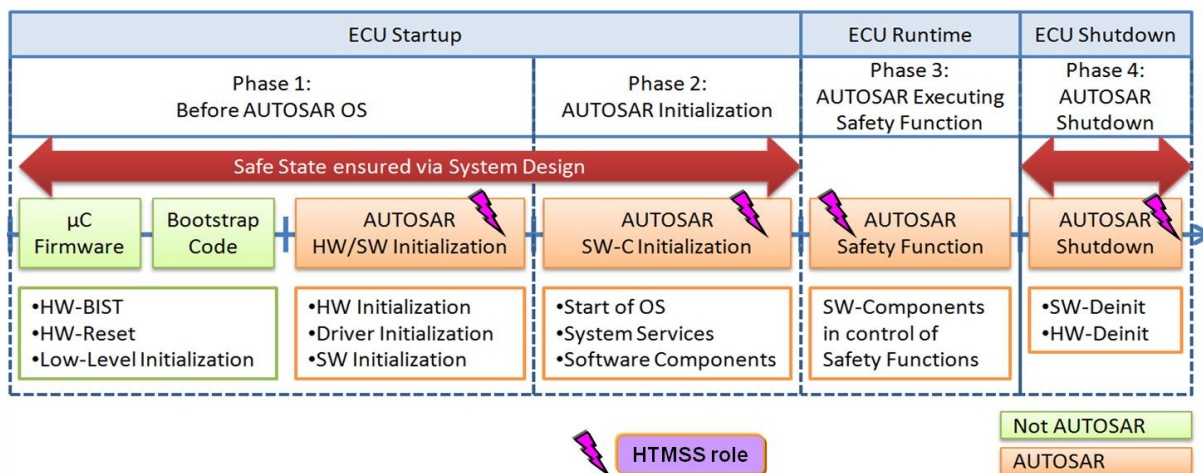 ECU Startup
ECU Runtime
ECU Shutdown
Phase 1:
Before AUTOSAR OS
Phase 2:
AUTOSAR Initialization
Phase 3:
AUTOSAR Executing
Safety Function
Phase 4:
AUTOSAR
Shutdown
Safe State ensured via System Design
µC
Firmware
Bootstrap
Code
AUTOSAR
HW/SW Initialization
AUTOSAR
SW-C Initialization
AUTOSAR
Safety Function
AUTOSAR
Shutdown
•HW-BIST
•HW-Reset
•Low-Level Initialization
•HW Initialization
•Driver Initialization
•SW Initialization
•Start of OS
•System Services
•Software Components
SW-Components
in control of
Safety Functions
•SW-Deinit
•HW-Deinit
HTMSS role
Not AUTOSAR
AUTOSAR